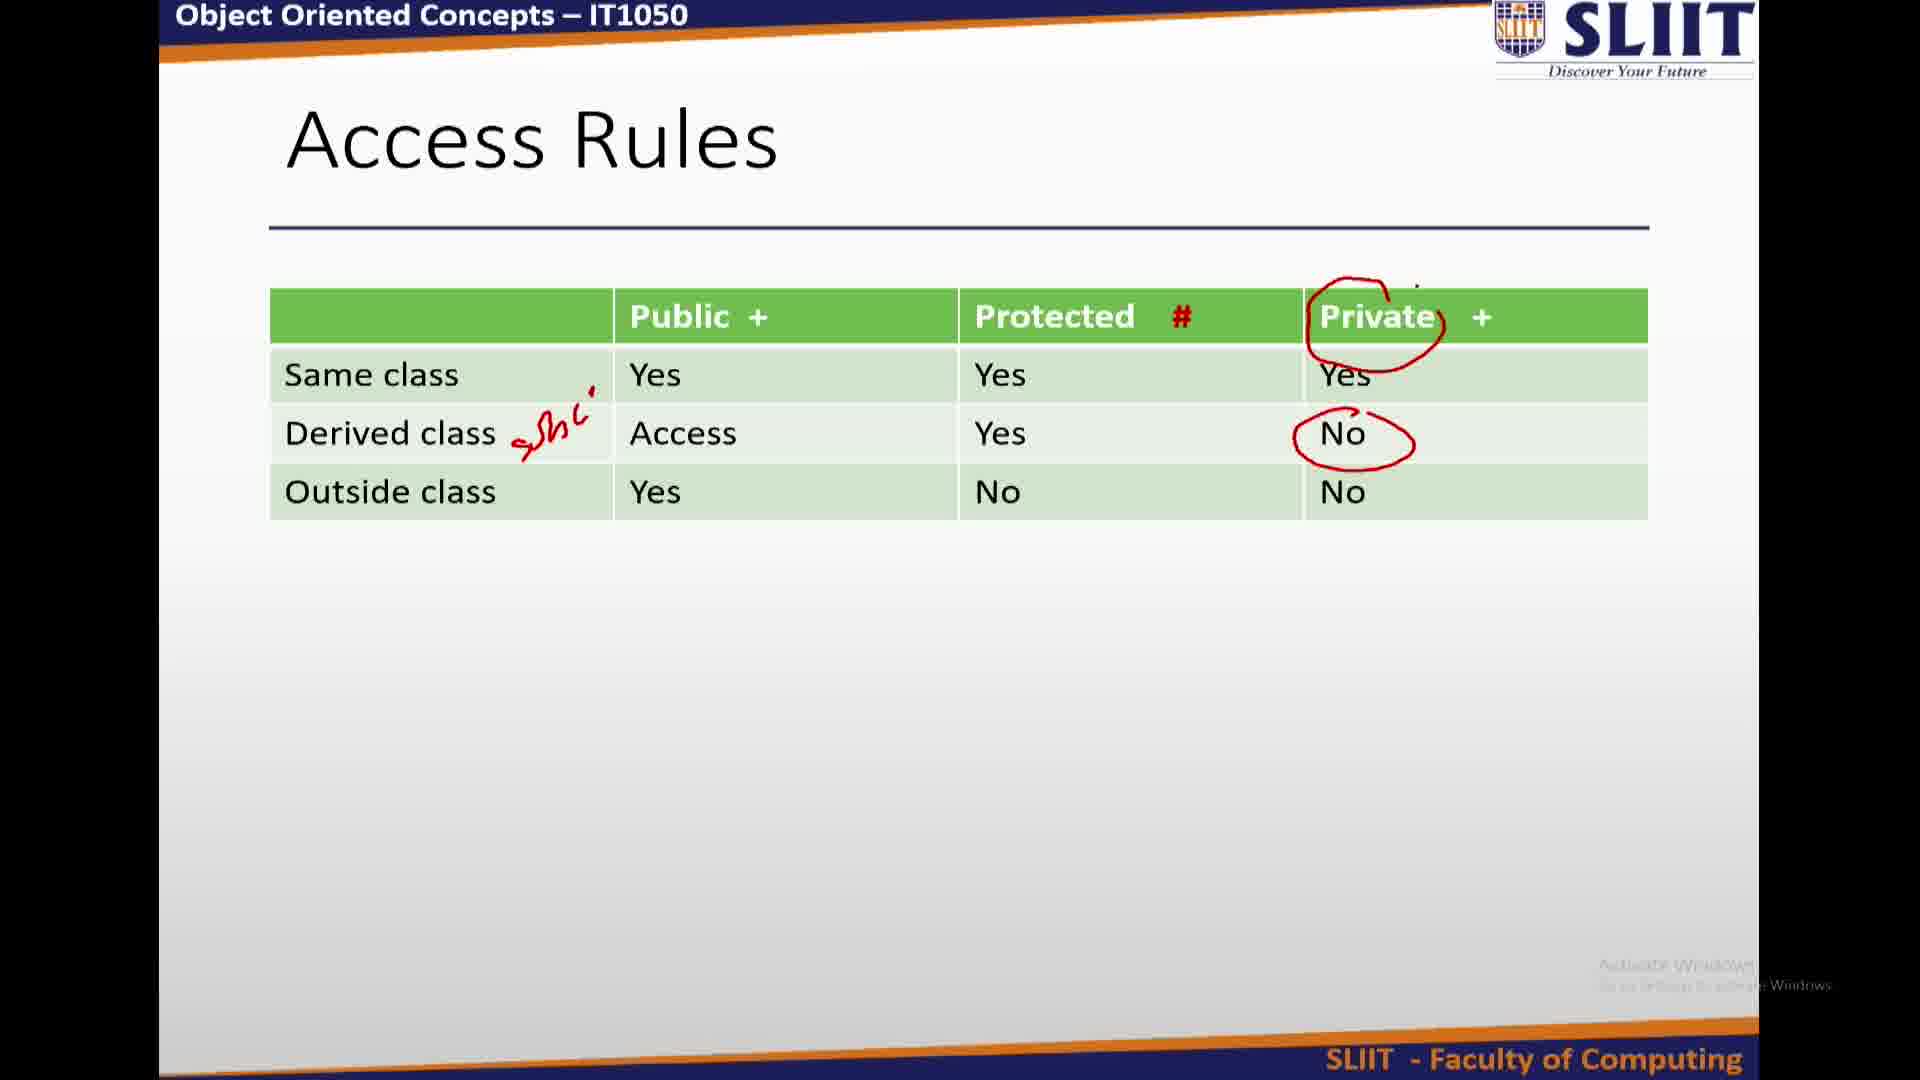 Object Oriented Concepts – IT1050
SLIIT
SLIIT
Discover Your Future
Access Rules
Public + Protected # Private +
Same class Yes Yes Yes
Derived class Access Yes No
Outside class Yes No No
Activate Windows
Go to Settings to activate Windows.
SLIIT - Faculty of Computing